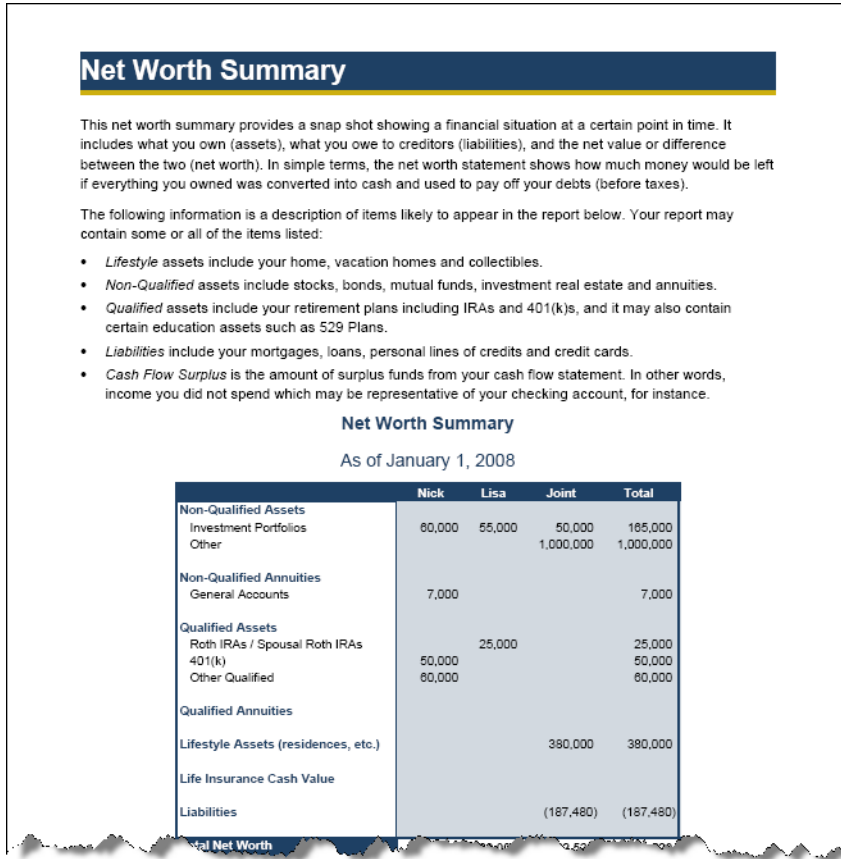 Net Worth Summary
This net worth summary provides a snap shot showing a financial situation at a certain point in time. It
includes what you own (assets), what you owe to creditors (liabilities), and the net value or difference
between the two (net worth). In simple terms, the net worth statement shows how much money would be left
if everything you owned was converted into cash and used to pay off your debts (before taxes).
The following information is a description of items likely to appear in the report below. Your report may
contain some or all of the items listed:
• Lifestyle assets include your home, vacation homes and collectibles.
• Non-Qualified assets include stocks, bonds, mutual funds, investment real estate and annuities.
• Qualified assets include your retirement plans including IRAs and 401(k)s, and it may also contain
certain education assets such as 529 Plans.
• Liabilities include your mortgages, loans, personal lines of credits and credit cards.
• Cash Flow Surplus is the amount of surplus funds from your cash flow statement. In other words,
income you did not spend which may be representative of your checking account, for instance.
Net Worth Summary
As of January 1, 2008
Nick Lisa Joint Total
Non-Qualified Assets
Investment Portfolios 60,000 55,000 50,000 165,000
Other 1,000,000 1,000,000
Non-Qualified Annuities
General Accounts 7,000 7,000
Qualified Assets
Roth IRAs / Spousal Roth IRAs 25,000 25,000
401(k) 50,000 50,000
Other Qualified 60,000 60,000
Qualified Annuities
Lifestyle Assets (residences, etc.) 380,000 380,000
Life Insurance Cash Value
Liabilities (187,480) (187,480)
Net Worth